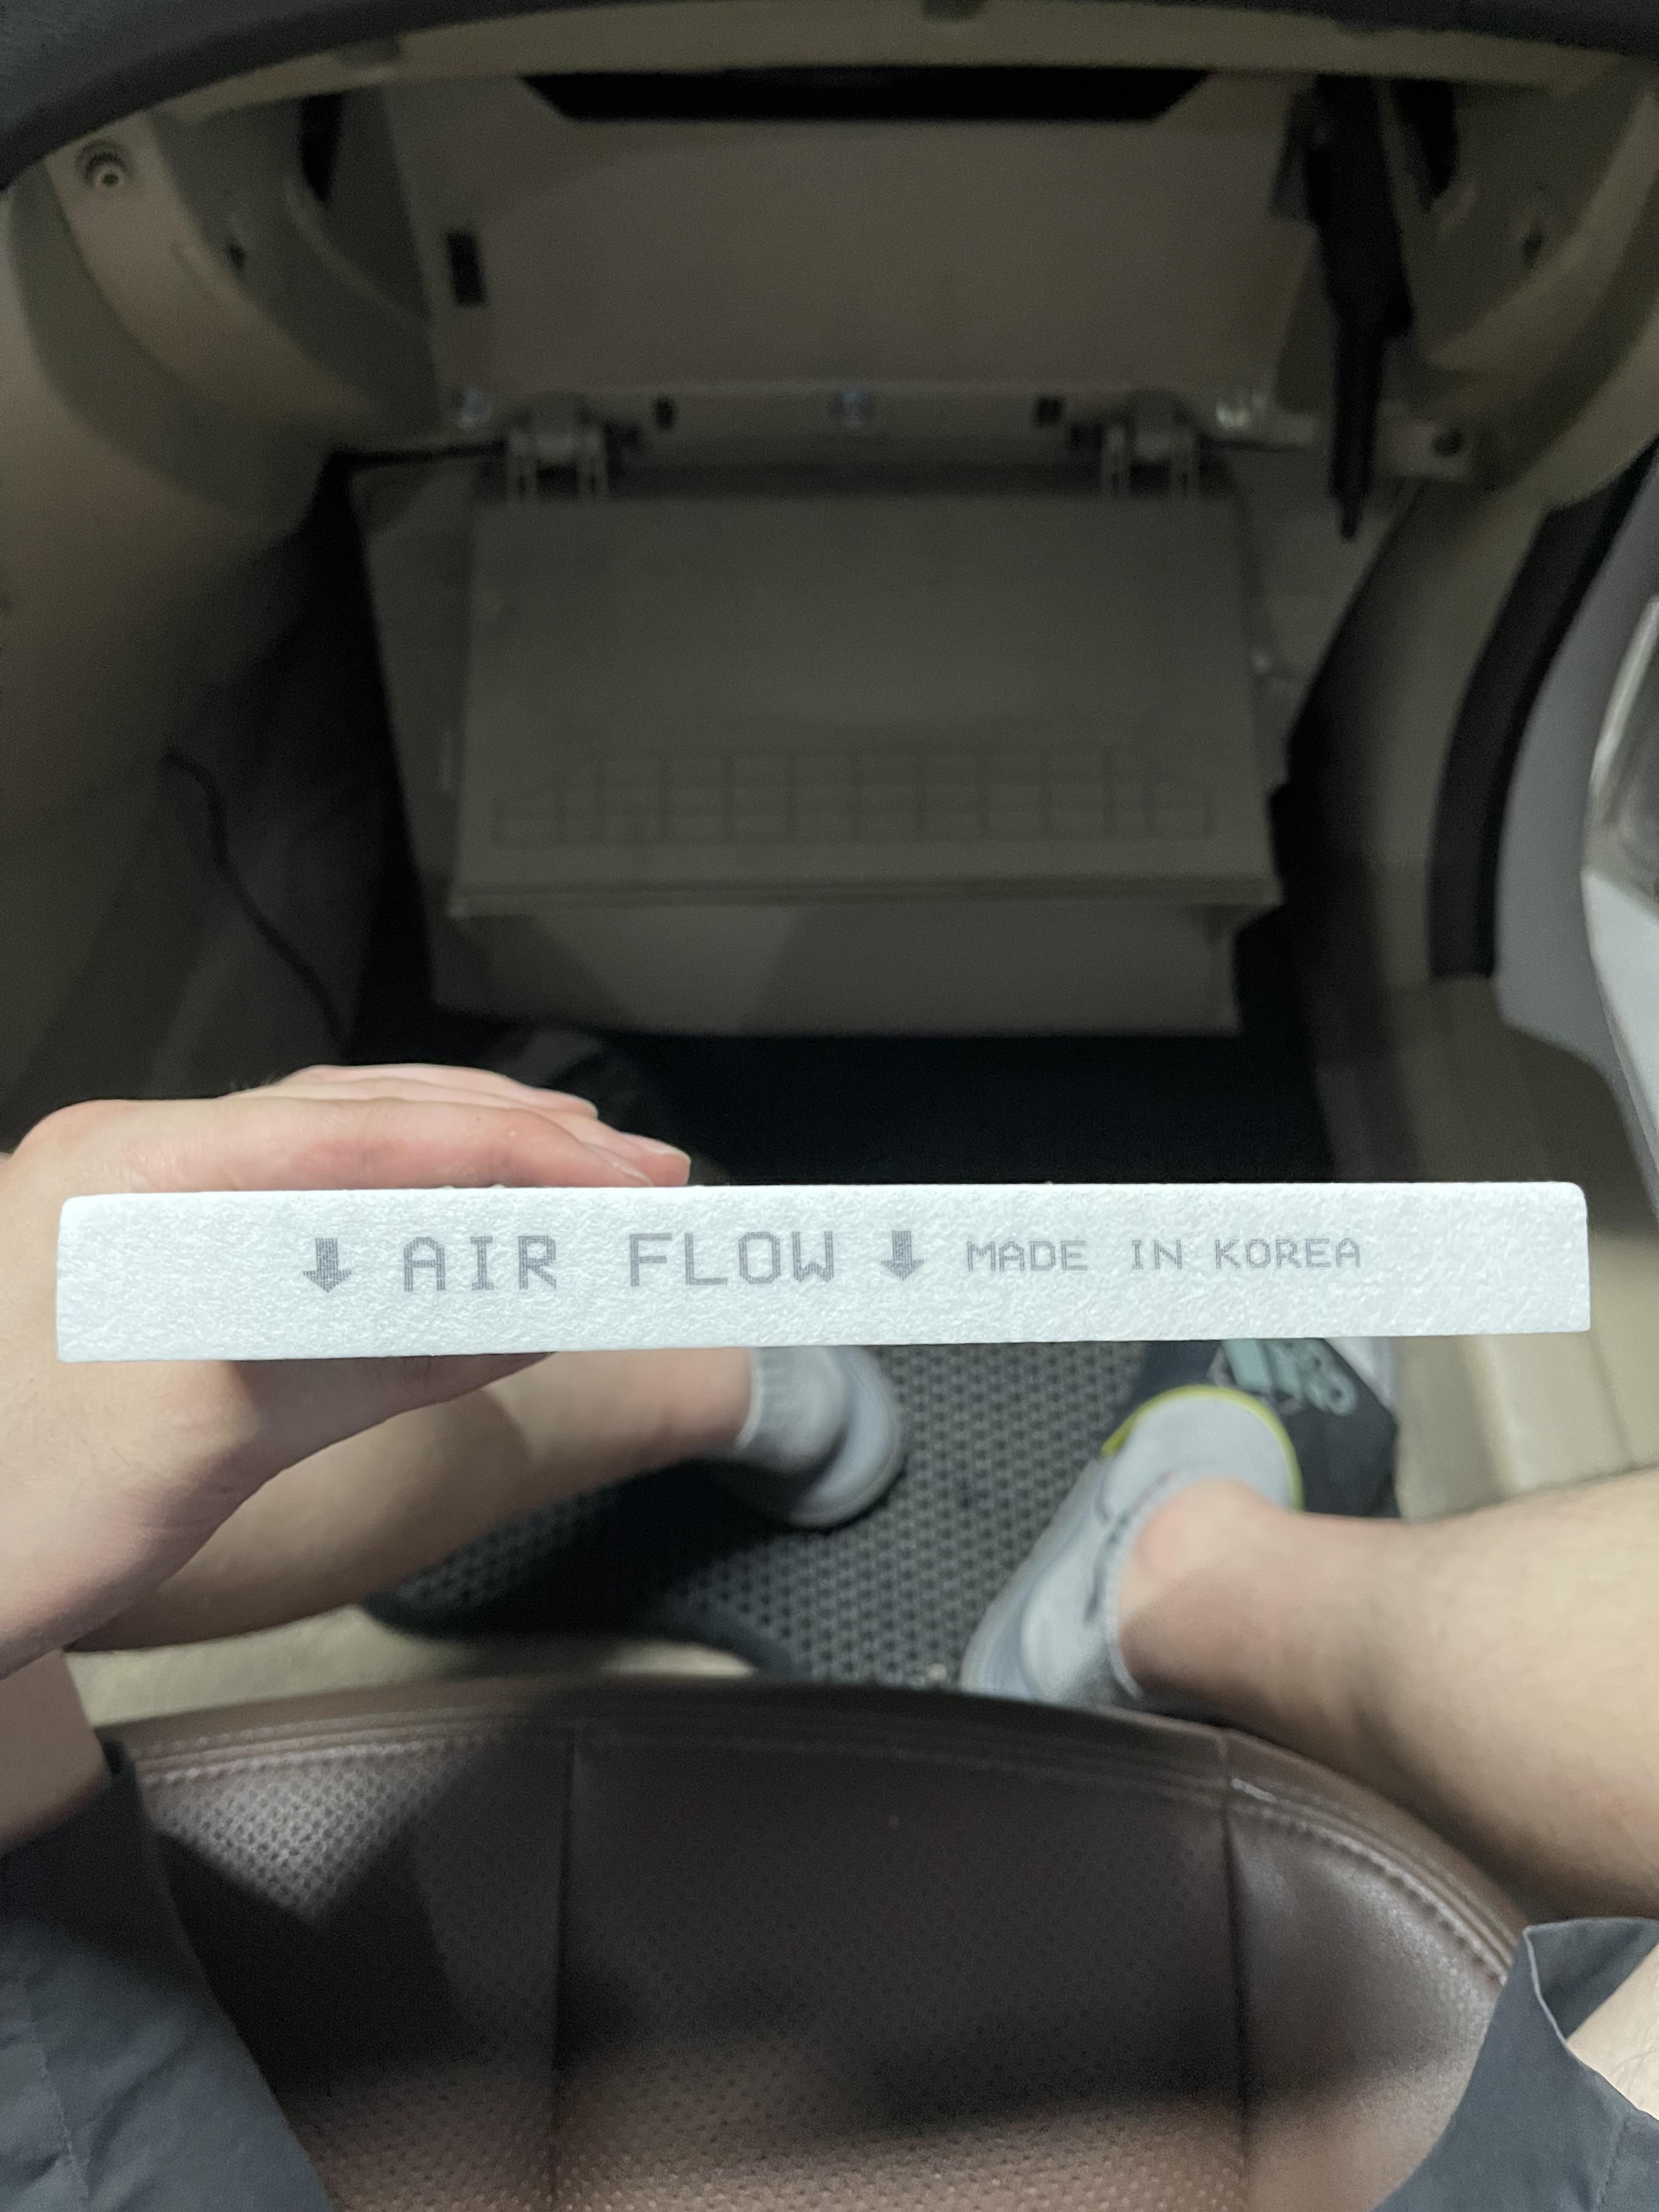 ⬇ AIR FLOW ⬇ MADE IN KOREA